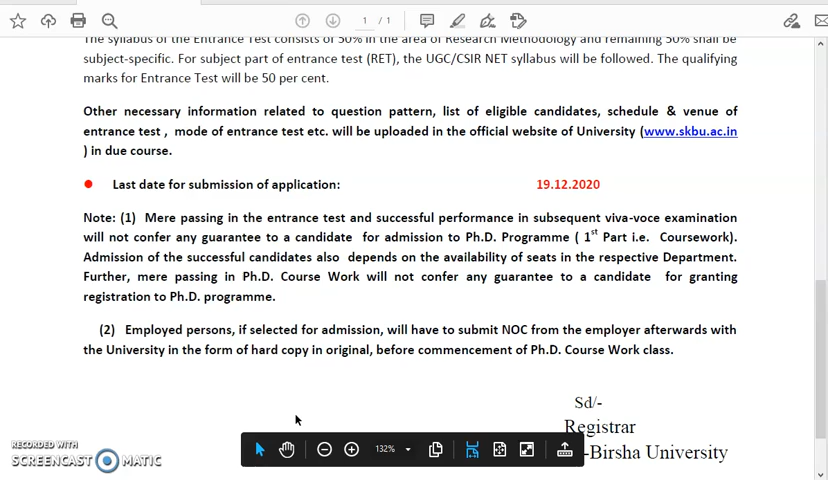 1 / 1
The syllabus of the Entrance Test consists of 50% in the area of Research Methodology and remaining 50% shall be
subject-specific. For subject part of entrance test (RET), the UGC/CSIR NET syllabus will be followed. The qualifying
marks for Entrance Test will be 50 per cent.
Other necessary information related to question pattern, list of eligible candidates, schedule & venue of
entrance test , mode of entrance test etc. will be uploaded in the official website of University (www.skbu.ac.in
) in due course.
Last date for submission of application: 19.12.2020
Note: (1) Mere passing in the entrance test and successful performance in subsequent viva-voce examination
will not confer any guarantee to a candidate for admission to Ph.D. Programme ( 1st Part i.e. Coursework).
Admission of the successful candidates also depends on the availability of seats in the respective Department.
Further, mere passing in Ph.D. Course Work will not confer any guarantee to a candidate for granting
registration to Ph.D. programme.
(2) Employed persons, if selected for admission, will have to submit NOC from the employer afterwards with
the University in the form of hard copy in original, before commencement of Ph.D. Course Work class.
Sd/-
Registrar
-Birsha University
132%
RECORDED WITH
SCREENCAST MATIC